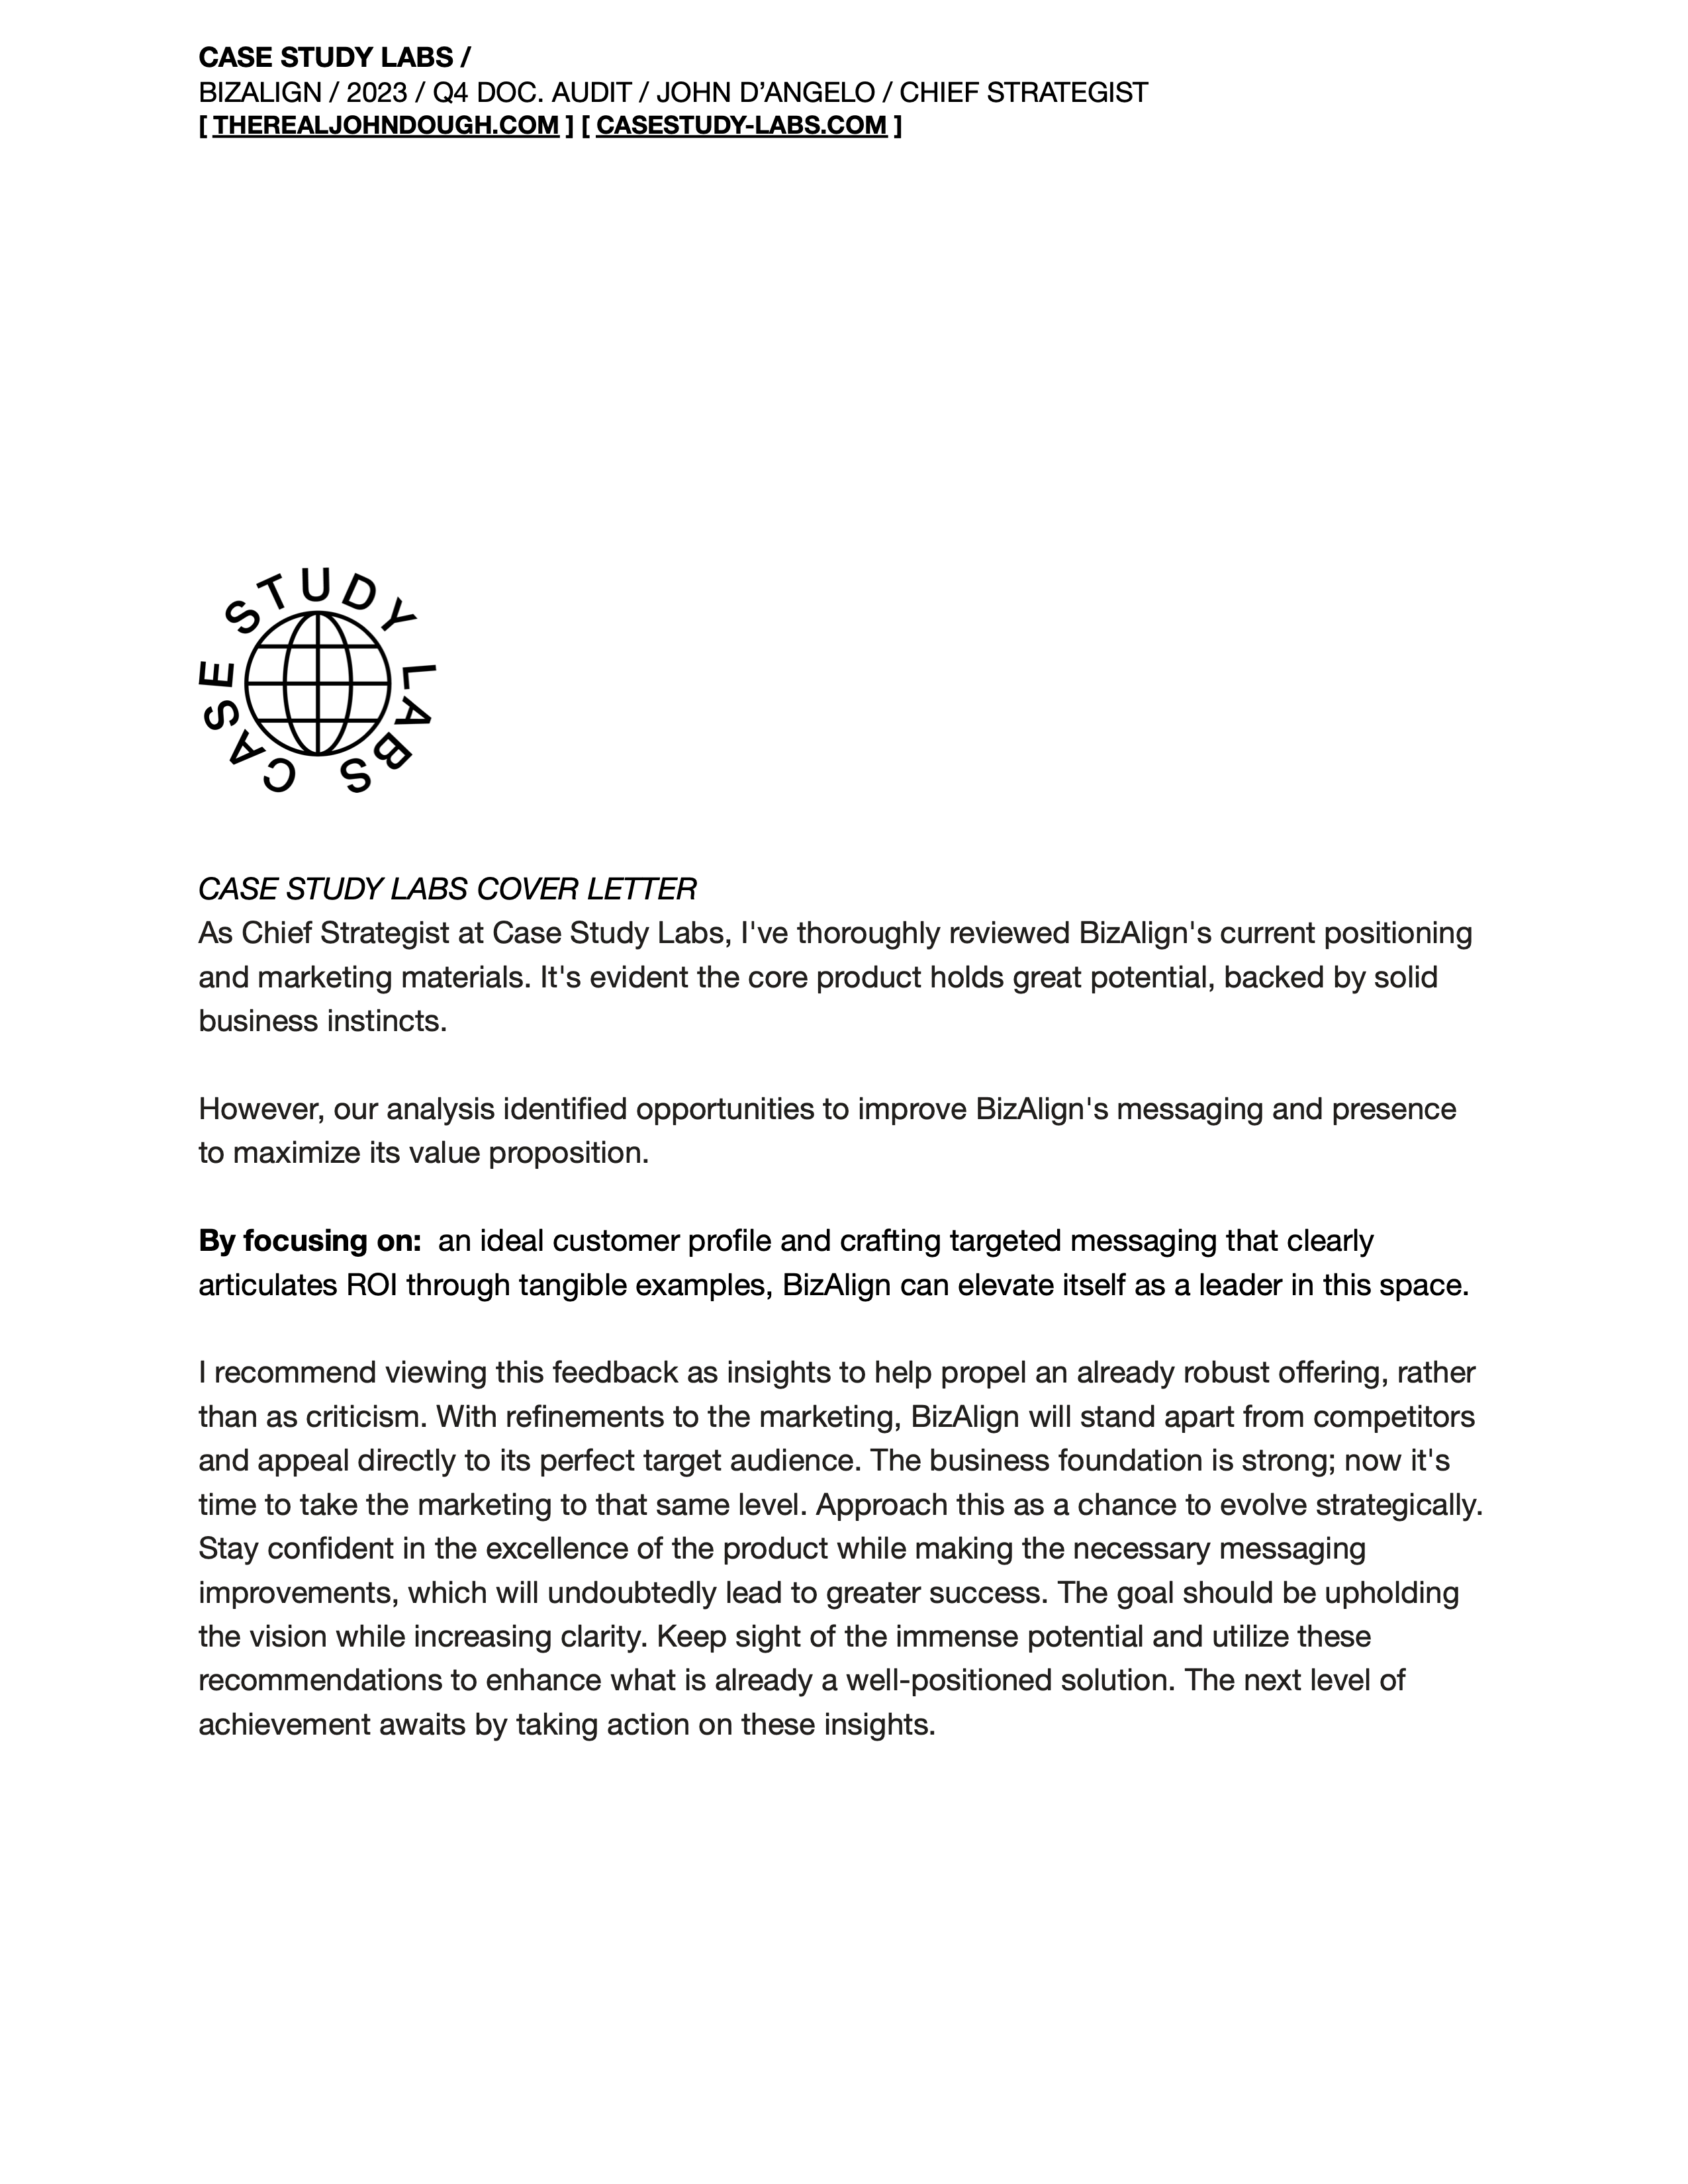 CASE STUDY LABS /
BIZALIGN / 2023 / Q4 DOC. AUDIT / JOHN D’ANGELO / CHIEF STRATEGIST
[ THEREALJOHNDOUGH.COM ] [ CASESTUDY-LABS.COM ]
CASE STUDY LABS
CASE STUDY LABS COVER LETTER
As Chief Strategist at Case Study Labs, I've thoroughly reviewed BizAlign's current positioning
and marketing materials. It's evident the core product holds great potential, backed by solid
business instincts.
However, our analysis identified opportunities to improve BizAlign's messaging and presence
to maximize its value proposition.
By focusing on:  an ideal customer profile and crafting targeted messaging that clearly
articulates ROI through tangible examples, BizAlign can elevate itself as a leader in this space.
I recommend viewing this feedback as insights to help propel an already robust offering, rather
than as criticism. With refinements to the marketing, BizAlign will stand apart from competitors
and appeal directly to its perfect target audience. The business foundation is strong; now it's
time to take the marketing to that same level. Approach this as a chance to evolve strategically.
Stay confident in the excellence of the product while making the necessary messaging
improvements, which will undoubtedly lead to greater success. The goal should be upholding
the vision while increasing clarity. Keep sight of the immense potential and utilize these
recommendations to enhance what is already a well-positioned solution. The next level of
achievement awaits by taking action on these insights.